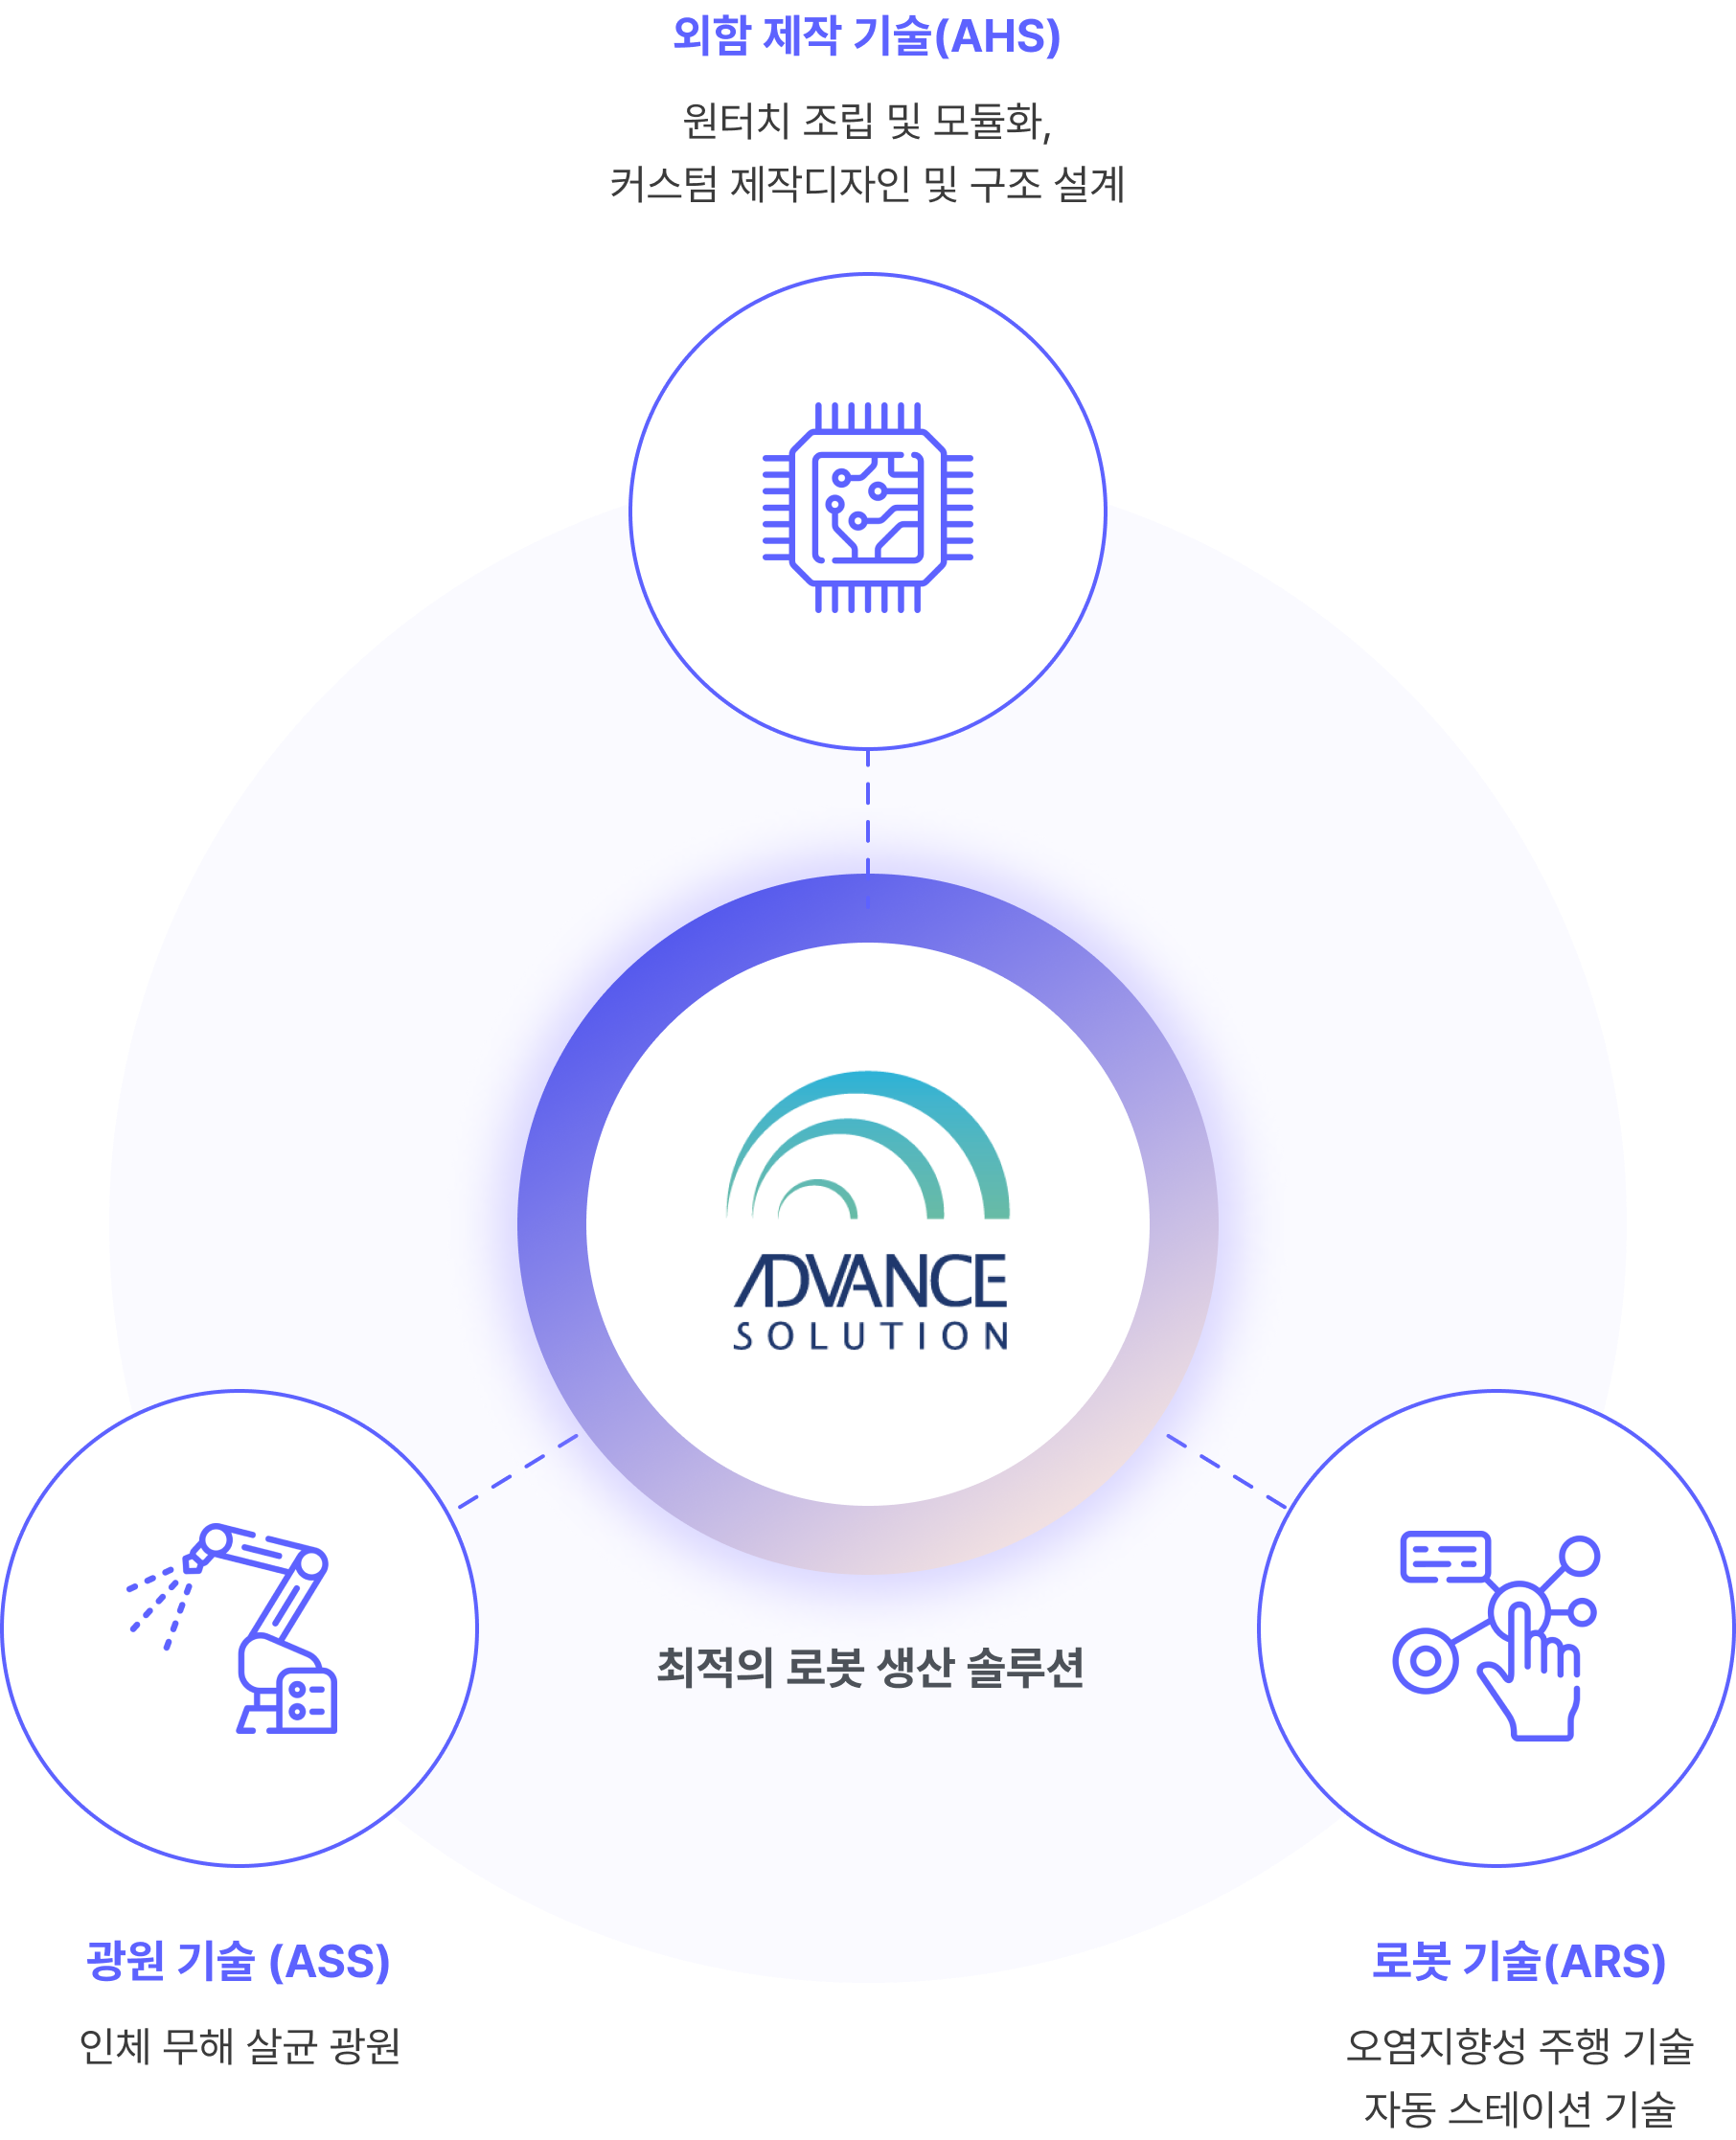 외함 제작 기술(AHS)
원터치 조립 및 모듈화,
커스텀 제작디자인 및 구조 설계
ADVANCE
SOLUTION
최적의 로봇 생산 솔루션
광원 기술 (ASS)
인체 무해 살균 광원
로봇 기술(ARS)
오염지향성 주행 기술
자동 스테이션 기술